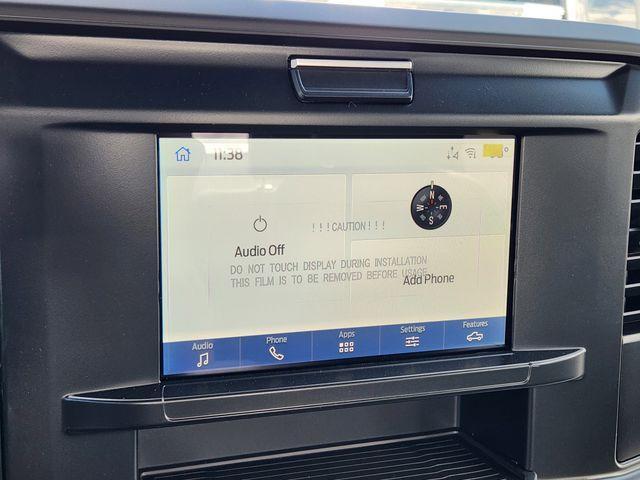 11:38
N
W E
S
!!!CAUTION!!!
Audio Off
DO NOT TOUCH DISPLAY DURING INSTALLATION
THIS FILM IS TO BE REMOVED BEFORE USAGE
Add Phone
Audio Phone Apps Settings Features